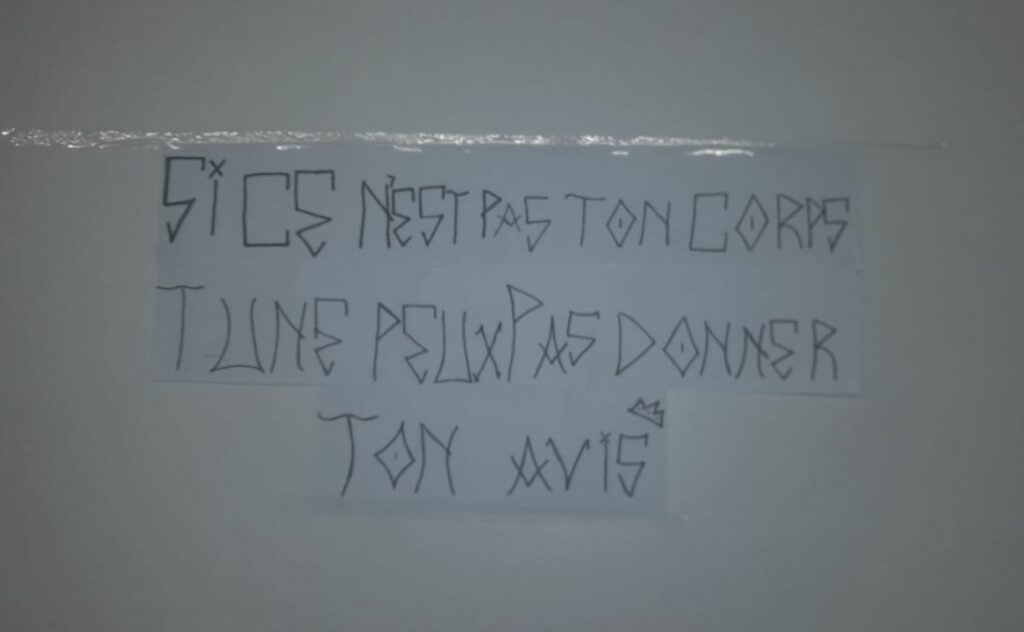 Si CE N'EST PAS TON CORPS
TU NE PEUX PAS DONNER
TON AViS